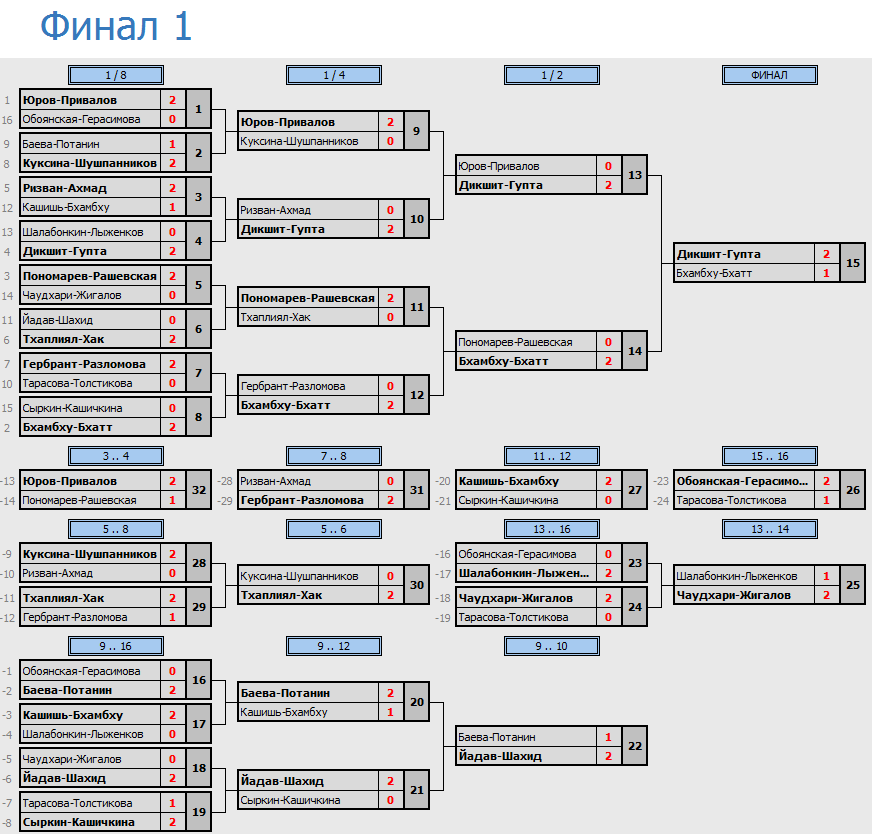 Финал 1
1 / 8
1 / 4
1 / 2
ФИНАЛ
1 Юров-Привалов 2 1
16 Обоянская-Герасимова 0
9 Баева-Потанин 1 2
8 Куксина-Шушпанников 2
Юров-Привалов 2 9
Куксина-Шушпанников 0
5 Ризван-Ахмад 2 3
12 Кашишь-Бхамбху 1
13 Шалабонкин-Лыженков 0 4
4 Дикшит-Гупта 2
Ризван-Ахмад 0 10
Дикшит-Гупта 2
Юров-Привалов 0 13
Дикшит-Гупта 2
3 Пономарев-Рашевская 2 5
14 Чаудхари-Жигалов 0
11 Йадав-Шахид 0 6
6 Тхаплиял-Хак 2
Пономарев-Рашевская 2 11
Тхаплиял-Хак 0
7 Гербрант-Разломова 2 7
10 Тарасова-Толстикова 0
15 Сыркин-Кашичкина 0 8
2 Бхамбху-Бхатт 2
Гербрант-Разломова 0 12
Бхамбху-Бхатт 2
Пономарев-Рашевская 0 14
Бхамбху-Бхатт 2
Дикшит-Гупта 2 15
Бхамбху-Бхатт 1
3 .. 4
7 .. 8
11 .. 12
15 .. 16
-13 Юров-Привалов 2 32
-14 Пономарев-Рашевская 1
-28 Ризван-Ахмад 0 31
-29 Гербрант-Разломова 2
-20 Кашишь-Бхамбху 2 27
-21 Сыркин-Кашичкина 0
-23 Обоянская-Герасимо... 2 26
-24 Тарасова-Толстикова 1
5 .. 8
5 .. 6
13 .. 16
13 .. 14
-9 Куксина-Шушпанников 2 28
-10 Ризван-Ахмад 0
-11 Тхаплиял-Хак 2 29
-12 Гербрант-Разломова 1
Куксина-Шушпанников 0 30
Тхаплиял-Хак 2
-16 Обоянская-Герасимова 0 23
-17 Шалабонкин-Лыжен... 2
-18 Чаудхари-Жигалов 2 24
-19 Тарасова-Толстикова 0
Шалабонкин-Лыженков 1 25
Чаудхари-Жигалов 2
9 .. 16
9 .. 12
9 .. 10
-1 Обоянская-Герасимова 0 16
-2 Баева-Потанин 2
-3 Кашишь-Бхамбху 2 17
-4 Шалабонкин-Лыженков 0
Баева-Потанин 2 20
Кашишь-Бхамбху 1
-5 Чаудхари-Жигалов 0 18
-6 Йадав-Шахид 2
-7 Тарасова-Толстикова 1 19
-8 Сыркин-Кашичкина 2
Йадав-Шахид 2 21
Сыркин-Кашичкина 0
Баева-Потанин 1 22
Йадав-Шахид 2